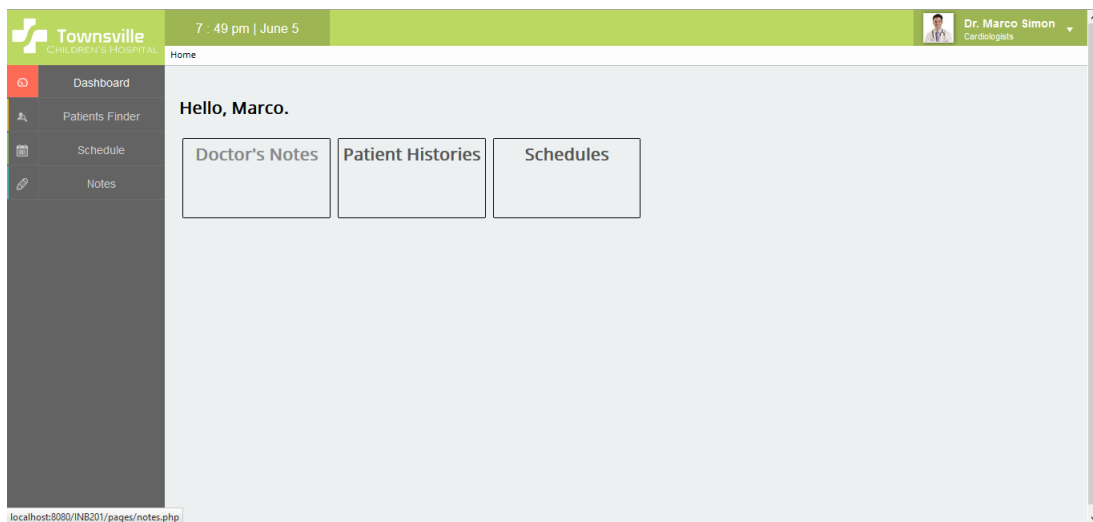 Townsville
CHILDREN'S HOSPITAL
7 : 49 pm | June 5
Dr. Marco Simon
Cardiologists
Home
Dashboard
Patients Finder
Schedule
Notes
Hello, Marco.
Doctor's Notes
Patient Histories
Schedules
localhost:8080/INB201/pages/notes.php